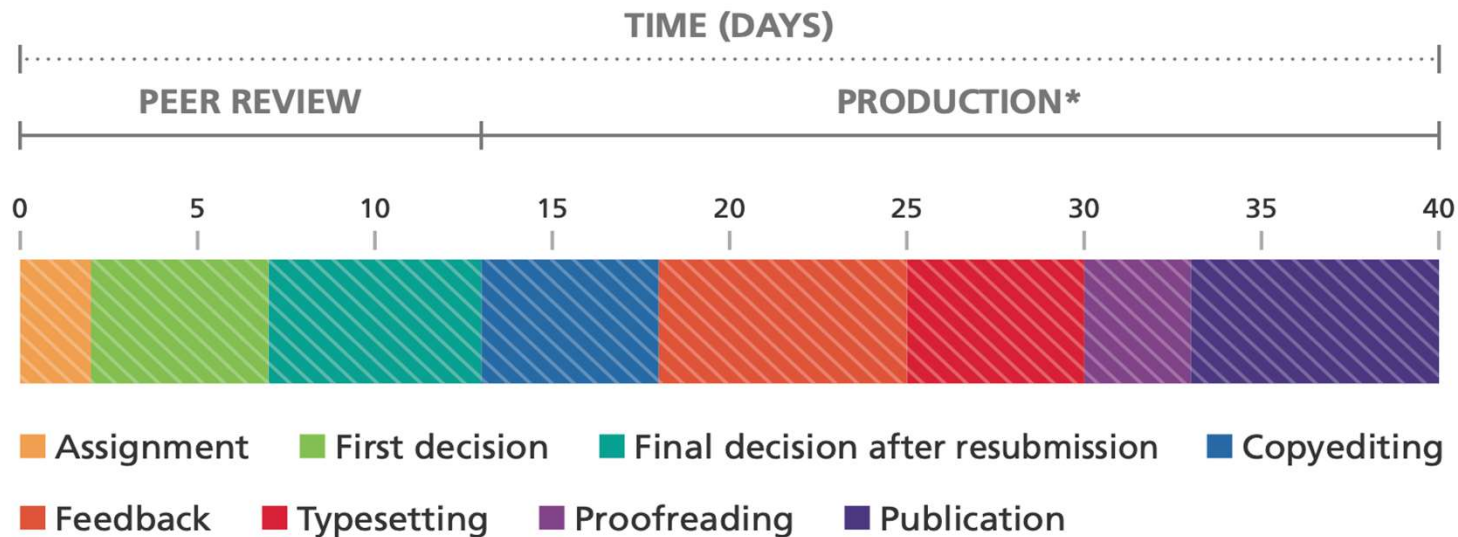 TIME (DAYS)
PEER REVIEW PRODUCTION*
0 5 10 15 20 25 30 35 40
Assignment First decision Final decision after resubmission Copyediting
Feedback Typesetting Proofreading Publication